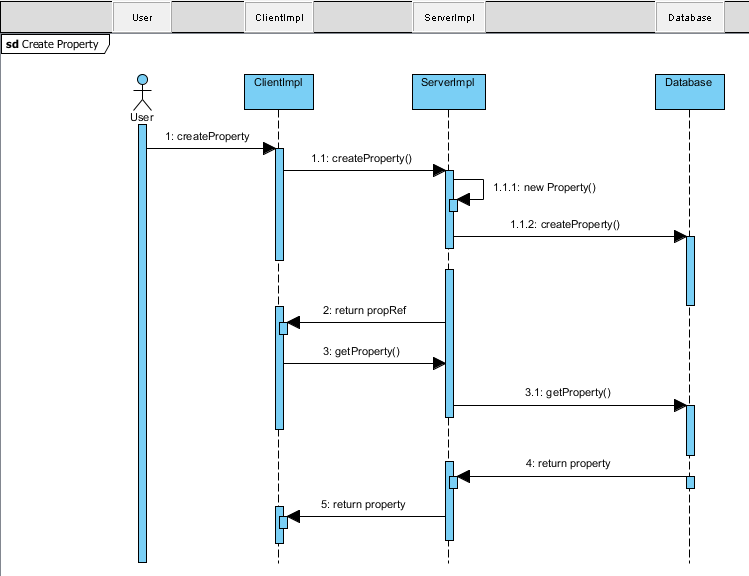 User ClientImpl ServerImpl Database
sd Create Property
ClientImpl ServerImpl Database
User
1: createProperty
1.1: createProperty()
1.1.1: new Property()
1.1.2: createProperty()
2: return propRef
3: getProperty()
3.1: getProperty()
4: return property
5: return property